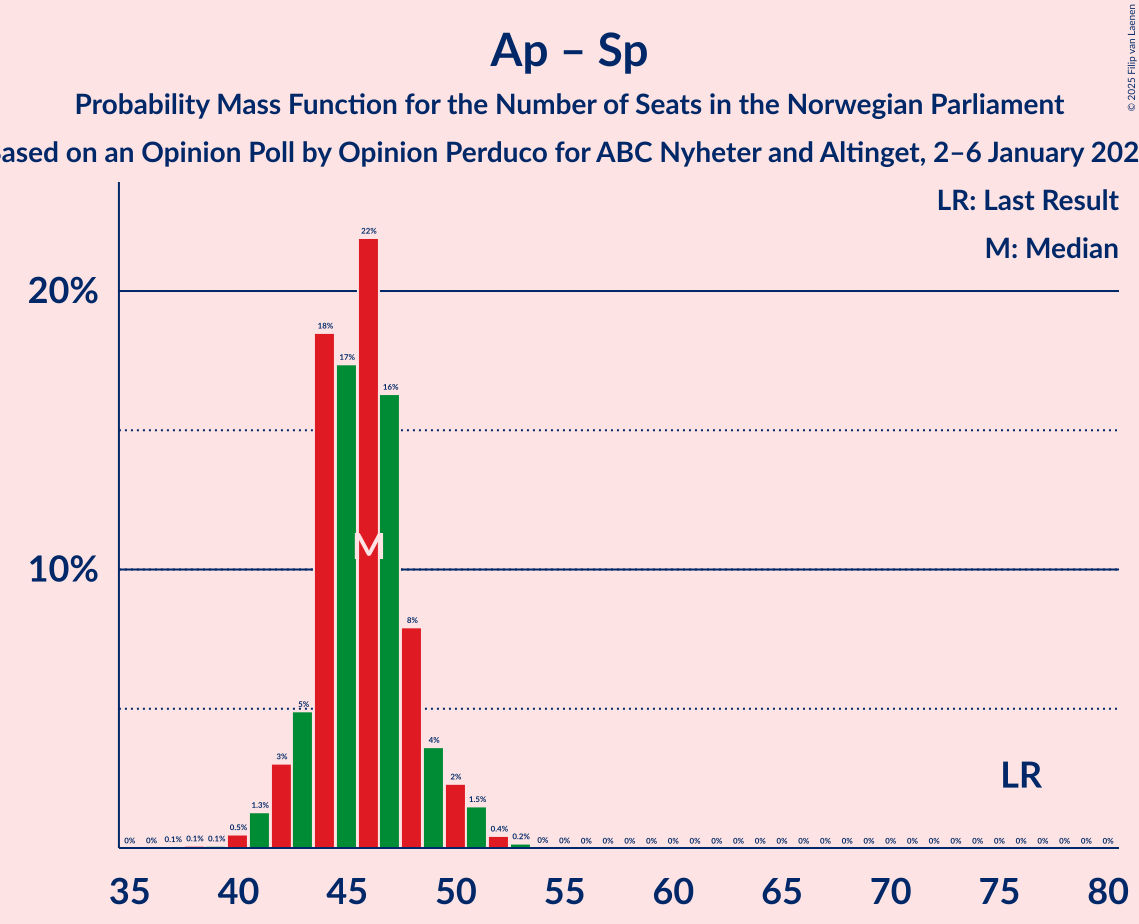 Ap – Sp
Probability Mass Function for the Number of Seats in the Norwegian Parliament
ased on an Opinion Poll by Opinion Perduco for ABC Nyheter and Altinget, 2–6 January 202
© 2025 Filip van Laenen
LR: Last Result
M: Median
20%
10%
0% 0% 0.1% 0.1% 0.1% 0.5% 1.3% 3% 5% 18% 17% 22% 16% 8% 4% 2% 1.5% 0.4% 0.2% 0% 0% 0% 0% 0% 0% 0% 0% 0% 0% 0% 0% 0% 0% 0% 0% 0% 0% 0% 0% 0% 0% 0% 0% 0% 0% 0%
M
LR
35 40 45 50 55 60 65 70 75 80